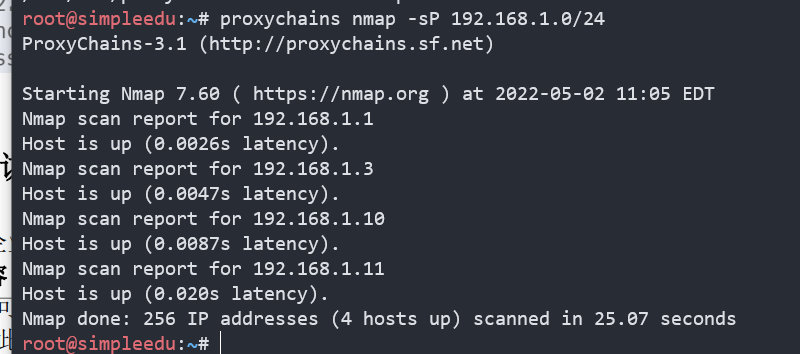 root@simpleedu:~# proxychains nmap -sP 192.168.1.0/24
ProxyChains-3.1 (http://proxychains.sf.net)
Starting Nmap 7.60 ( https://nmap.org ) at 2022-05-02 11:05 EDT
Nmap scan report for 192.168.1.1
Host is up (0.0026s latency).
Nmap scan report for 192.168.1.3
Host is up (0.0047s latency).
Nmap scan report for 192.168.1.10
Host is up (0.0087s latency).
Nmap scan report for 192.168.1.11
Host is up (0.020s latency).
Nmap done: 256 IP addresses (4 hosts up) scanned in 25.07 seconds
root@simpleedu:~#